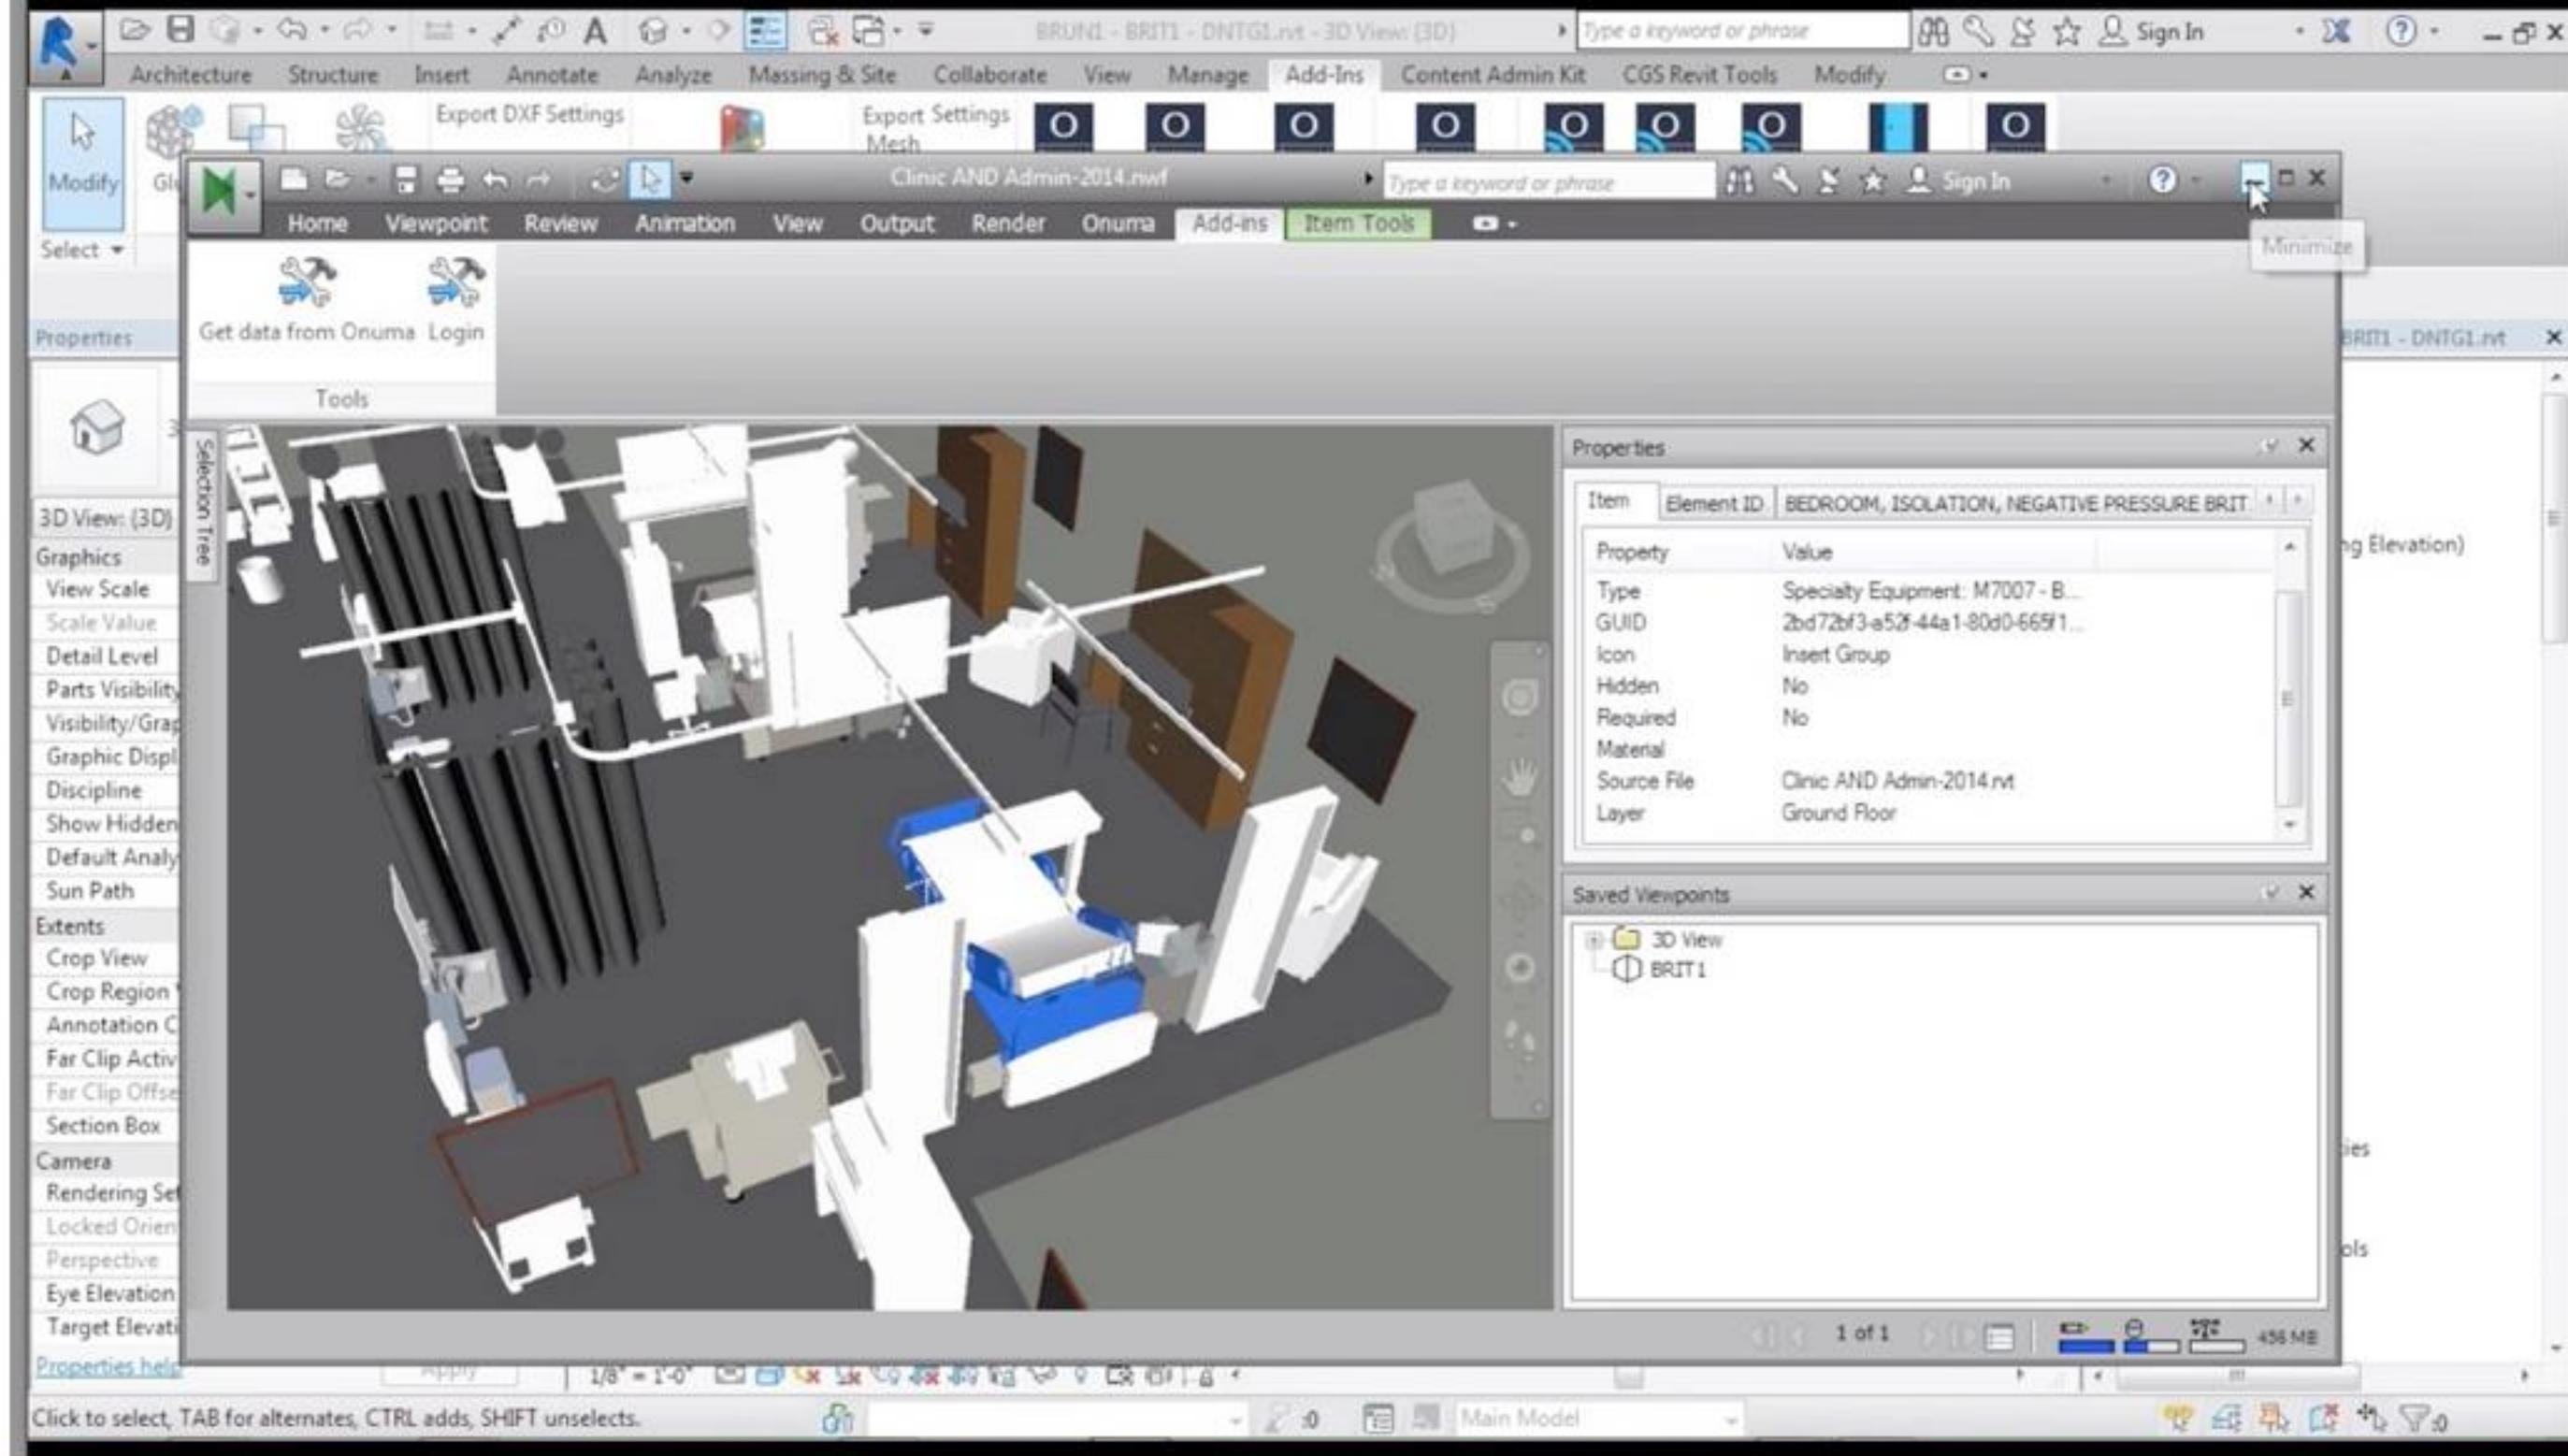 BRUN1 - BRIT1 - DNTG1.rvt - 3D View: {3D}
Type a keyword or phrase
Sign In
Architecture Structure Insert Annotate Analyze Massing & Site Collaborate View Manage Add-Ins Content Admin Kit CGS Revit Tools Modify
Export DXF Settings
Export Settings
Mesh
Modify
Select
Clinic AND Admin-2014.nwf
Type a keyword or phrase
Sign In
Home Viewpoint Review Animation View Output Render Onuma Add-ins Item Tools
Minimize
Get data from Onuma Login
Tools
Properties
BRIT1 - DNTG1.rvt
Selection Tree
3D View: {3D}
Graphics
View Scale
Scale Value
Detail Level
Parts Visibility
Visibility/Grap
Graphic Displ
Discipline
Show Hidden
Default Analy
Sun Path
Extents
Crop View
Crop Region
Annotation C
Far Clip Activ
Far Clip Offse
Section Box
Camera
Rendering Set
Locked Orien
Perspective
Eye Elevation
Target Elevati
Properties help
Apply
Properties
Item Element ID BEDROOM, ISOLATION, NEGATIVE PRESSURE BRIT
Property Value
Type Specialty Equipment: M7007 - B...
GUID 2bd72bf3-a52f-44a1-80d0-665f1...
Icon Insert Group
Hidden No
Required No
Material
Source File Clinic AND Admin-2014.rvt
Layer Ground Floor
Saved Viewpoints
3D View
BRIT1
ng Elevation)
ies
ols
1 of 1
456 MB
1/8" = 1'-0"
Click to select, TAB for alternates, CTRL adds, SHIFT unselects.
:0
Main Model
:0